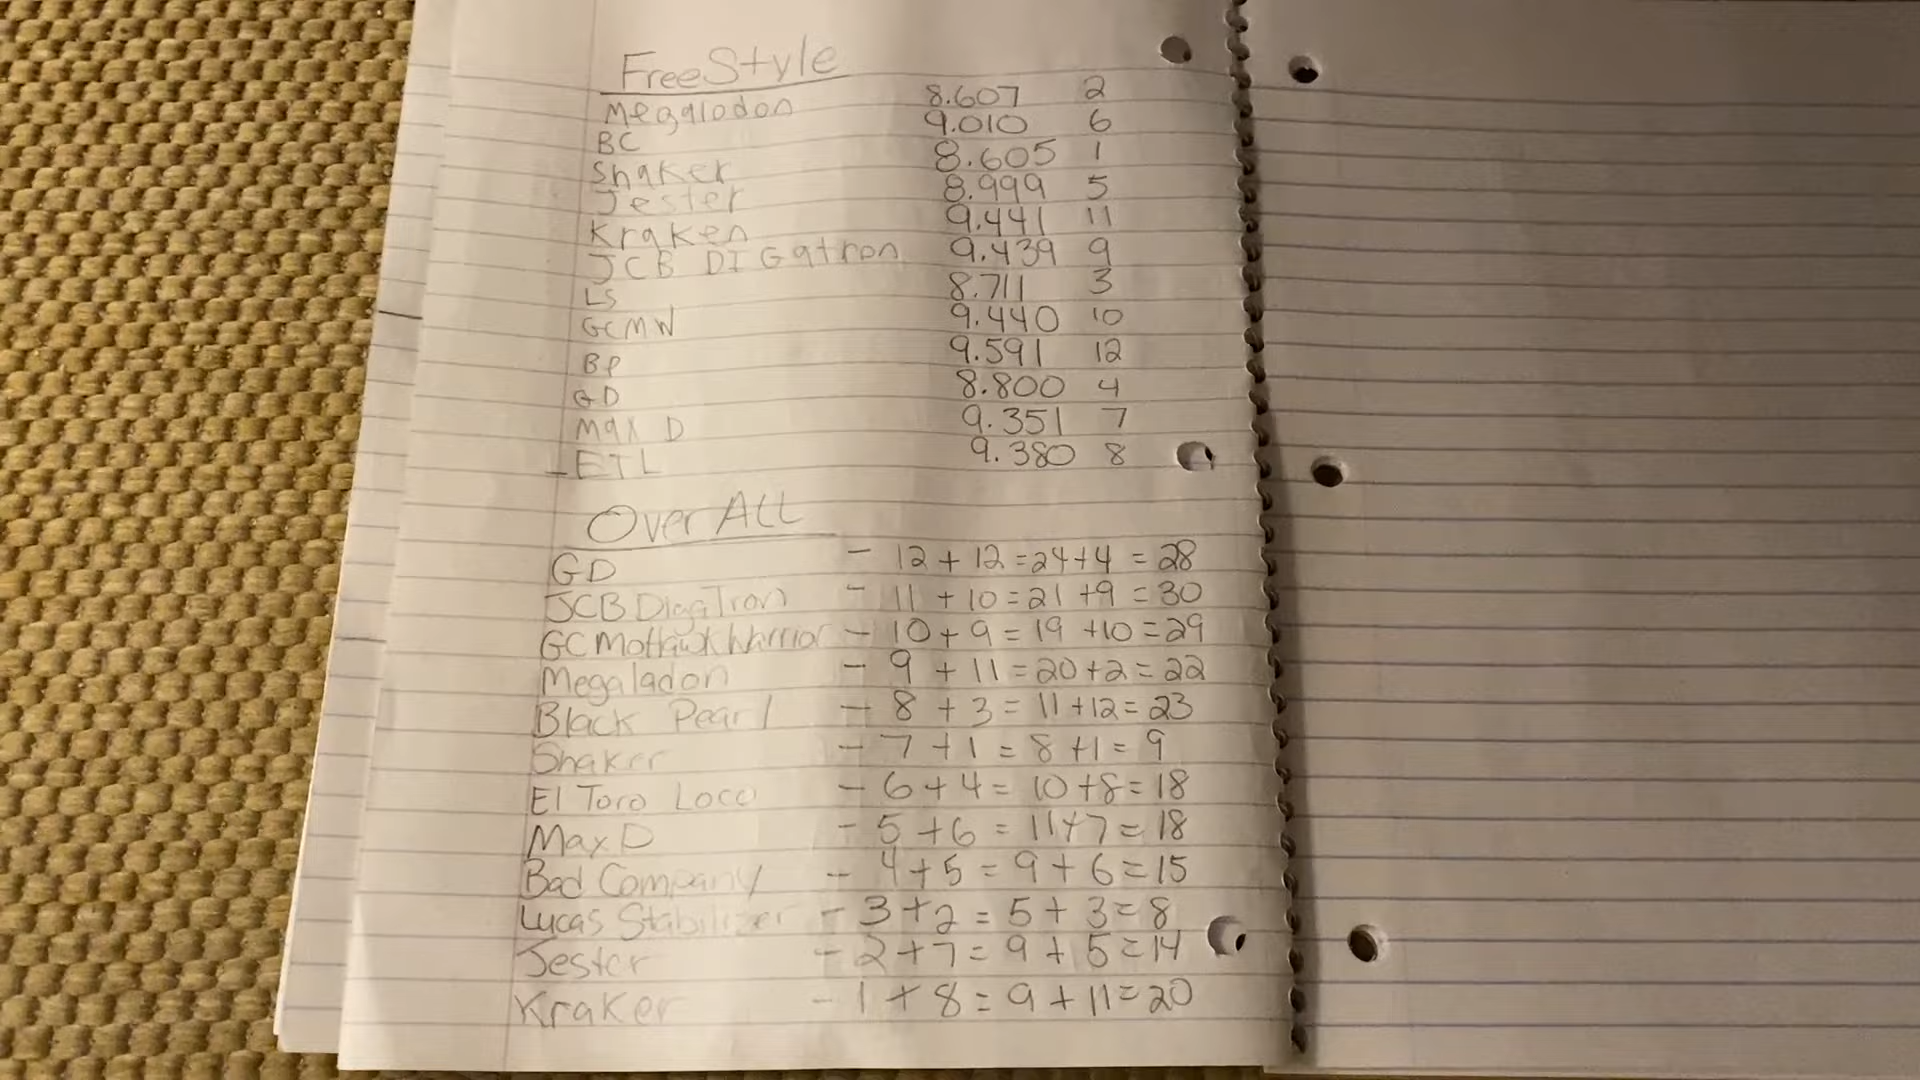 FreeStyle
Megalodon 8.607 2
BC 9.010 6
Shaker 8.605 1
Jester 8.999 5
Kraken 9.441 11
JCB DIGatron 9.439 9
LS 8.711 3
GCMW 9.440 10
BP 9.591 12
GD 8.800 4
Max D 9.351 7
ETL 9.380 8
Over All
GD - 12 + 12 = 24 + 4 = 28
JCB DigaTron - 11 + 10 = 21 + 9 = 30
GC Mohawk Warrior - 10 + 9 = 19 + 10 = 29
Megaladon - 9 + 11 = 20 + 2 = 22
Black Pearl - 8 + 3 = 11 + 12 = 23
Shaker - 7 + 1 = 8 + 1 = 9
El Toro Loco - 6 + 4 = 10 + 8 = 18
Max D - 5 + 6 = 11 + 7 = 18
Bad Company - 4 + 5 = 9 + 6 = 15
Lucas Stabilizer - 3 + 2 = 5 + 3 = 8
Jester - 2 + 7 = 9 + 5 = 14
Kraken - 1 + 8 = 9 + 11 = 20